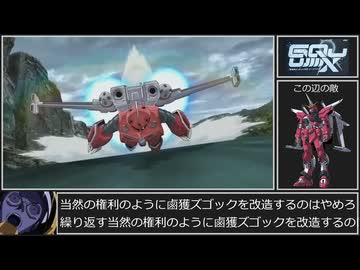 この辺の敵
当然の権利のように鹵獲ズゴックを改造するのはやめろ
繰り返す当然の権利のように鹵獲ズゴックを改造するの